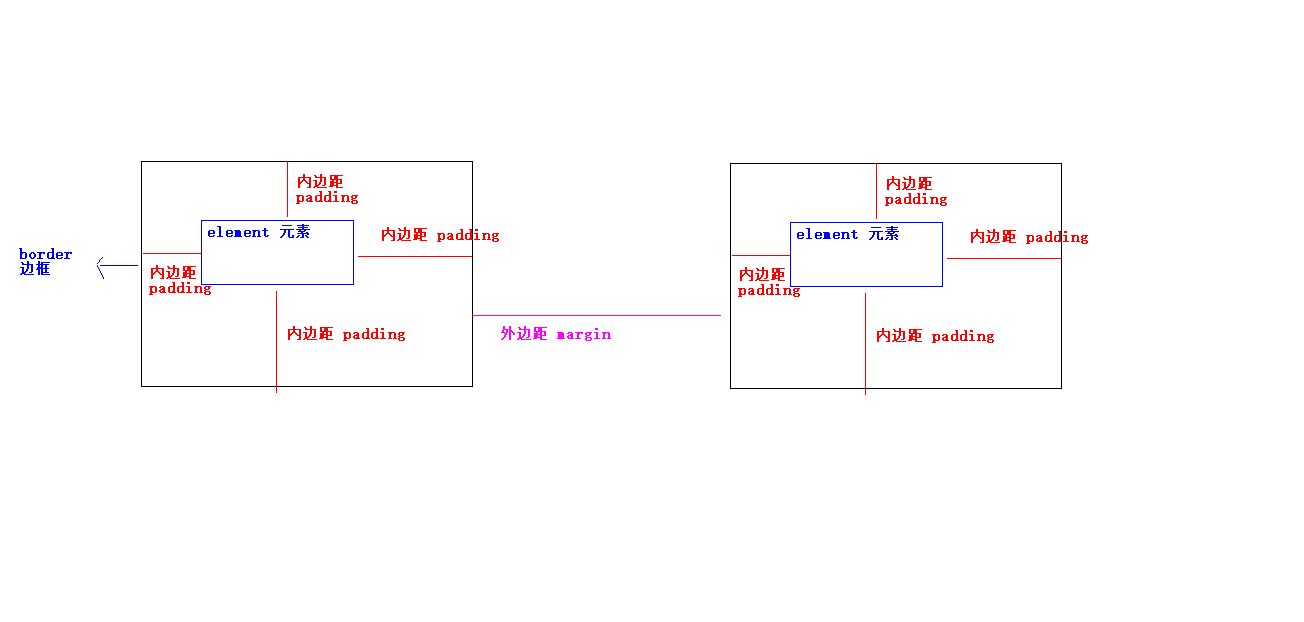 border
边框
内边距
padding
element 元素
内边距 padding
内边距
padding
内边距 padding
外边距 margin
内边距
padding
element 元素
内边距 padding
内边距
padding
内边距 padding